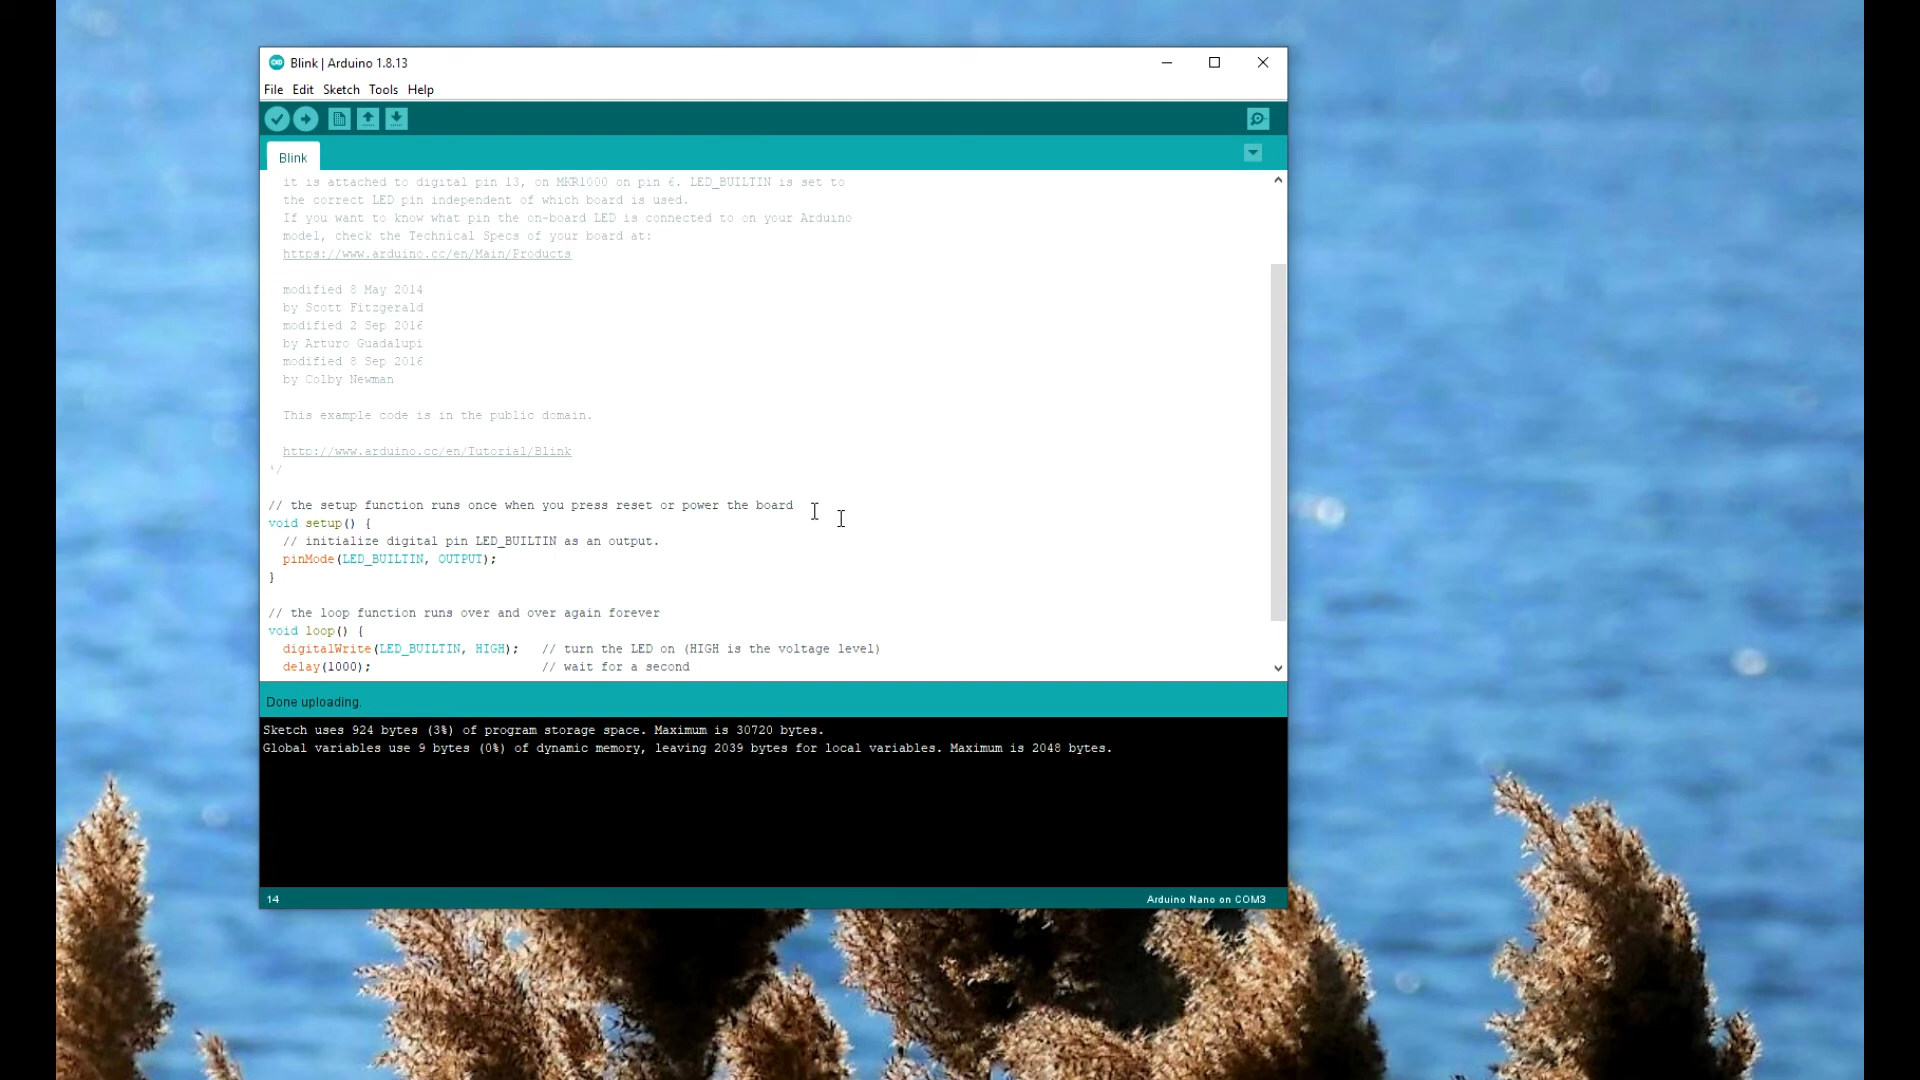 Blink | Arduino 1.8.13
File Edit Sketch Tools Help
Blink
it is attached to digital pin 13, on MKR1000 on pin 6. LED_BUILTIN is set to
the correct LED pin independent of which board is used.
If you want to know what pin the on-board LED is connected to on your Arduino
model, check the Technical Specs of your board at:
https://www.arduino.cc/en/Main/Products
modified 8 May 2014
by Scott Fitzgerald
modified 2 Sep 2016
by Arturo Guadalupi
modified 8 Sep 2016
by Colby Newman
This example code is in the public domain.
http://www.arduino.cc/en/Tutorial/Blink
*/
// the setup function runs once when you press reset or power the board
void setup() {
// initialize digital pin LED_BUILTIN as an output.
pinMode(LED_BUILTIN, OUTPUT);
}
// the loop function runs over and over again forever
void loop() {
digitalWrite(LED_BUILTIN, HIGH); // turn the LED on (HIGH is the voltage level)
delay(1000); // wait for a second
Done uploading.
Sketch uses 924 bytes (3%) of program storage space. Maximum is 30720 bytes.
Global variables use 9 bytes (0%) of dynamic memory, leaving 2039 bytes for local variables. Maximum is 2048 bytes.
14 Arduino Nano on COM3